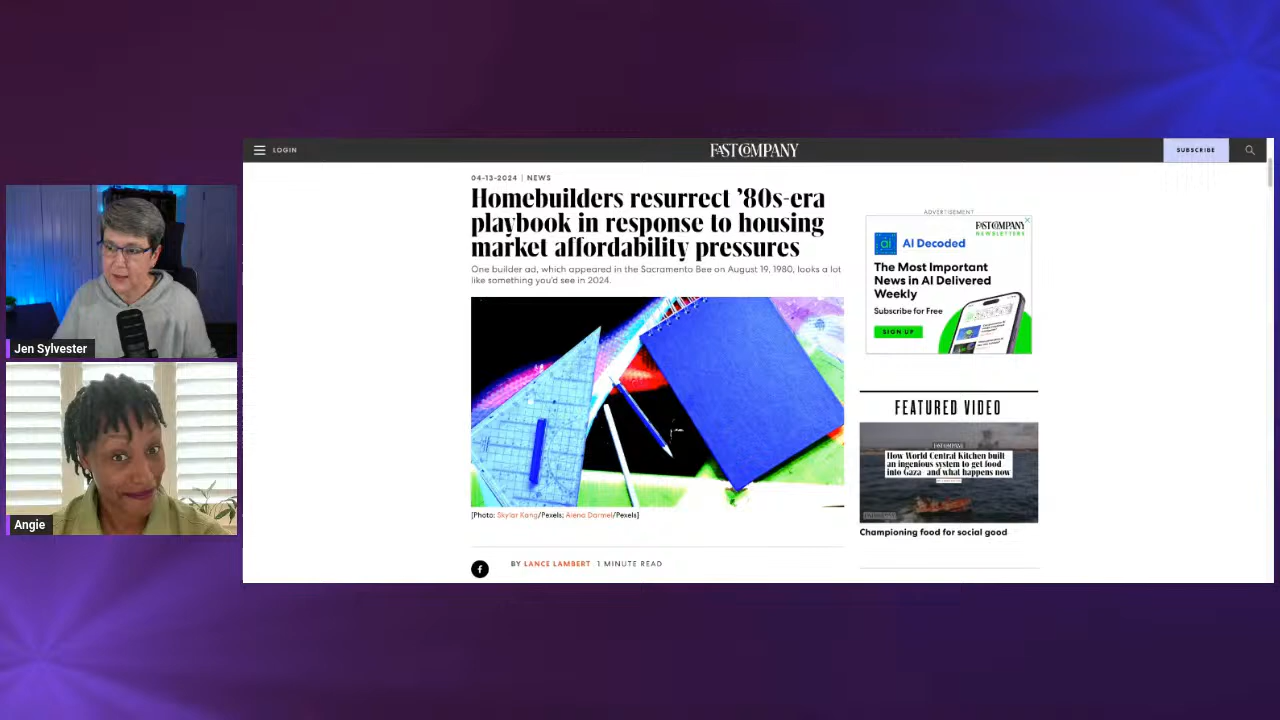 LOGIN
FAST COMPANY
SUBSCRIBE
04-13-2024 | NEWS
Homebuilders resurrect ’80s-era
playbook in response to housing
market affordability pressures
One builder ad, which appeared in the Sacramento Bee on August 19, 1980, looks a lot
like something you'd see in 2024.
[Photo: Skylar Kang/Pexels; Alena Darmel/Pexels]
BY LANCE LAMBERT 1 MINUTE READ
ADVERTISEMENT
FAST COMPANY
NEWSLETTERS
ai AI Decoded
The Most Important
News in AI Delivered
Weekly
Subscribe for Free
SIGN UP
FEATURED VIDEO
FAST COMPANY
How World Central Kitchen built
an ingenious system to get food
into Gaza—and what happens now
Championing food for social good
Jen Sylvester
Angie